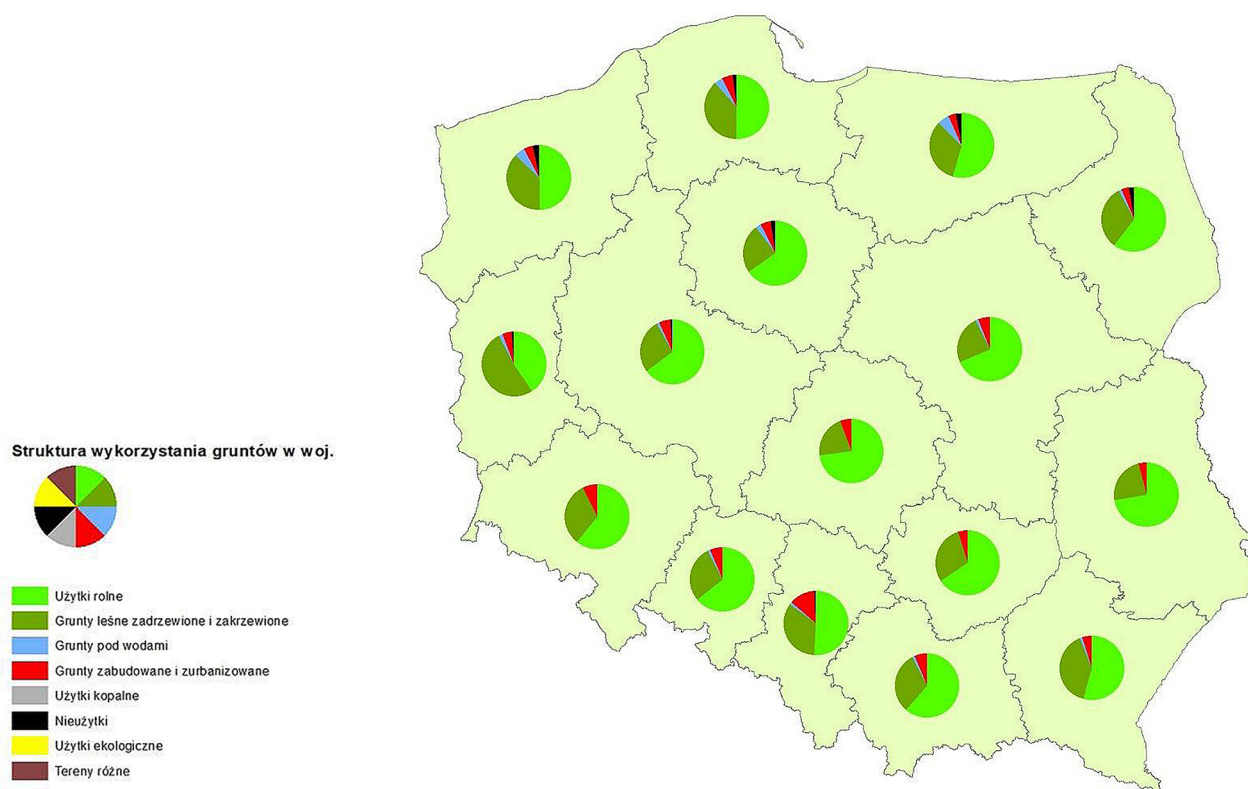 Struktura wykorzystania gruntów w woj.
Użytki rolne
Grunty leśne zadrzewione i zakrzewione
Grunty pod wodami
Grunty zabudowane i zurbanizowane
Użytki kopalne
Nieużytki
Użytki ekologiczne
Tereny różne